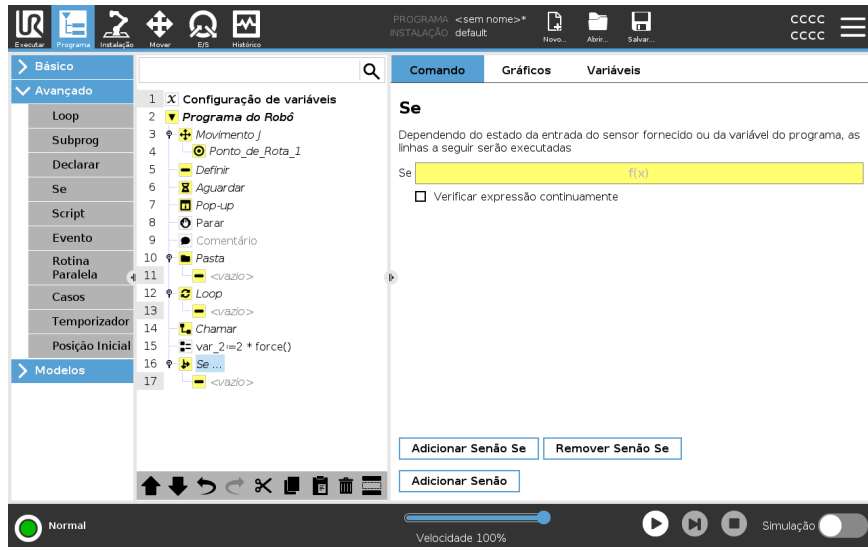 UR
Executar
Programa
Instalação
Mover
E/S
Histórico
PROGRAMA <sem nome>*
INSTALAÇÃO default
Novo...
Abrir...
Salvar...
CCCC
CCCC
Básico
Avançado
Loop
Subprog
Declarar
Se
Script
Evento
Rotina
Paralela
Casos
Temporizador
Posição Inicial
Modelos
1 X Configuração de variáveis
2 Programa do Robô
3 Movimento J
4 Ponto_de_Rota_1
5 Definir
6 Aguardar
7 Pop-up
8 Parar
9 Comentário
10 Pasta
11 <vazio>
12 Loop
13 <vazio>
14 Chamar
15 var_2:=2 * force()
16 Se ...
17 <vazio>
Comando Gráficos Variáveis
Se
Dependendo do estado da entrada do sensor fornecido ou da variável do programa, as
linhas a seguir serão executadas
Se f(x)
Verificar expressão continuamente
Adicionar Senão Se Remover Senão Se
Adicionar Senão
Normal
Velocidade 100%
Simulação